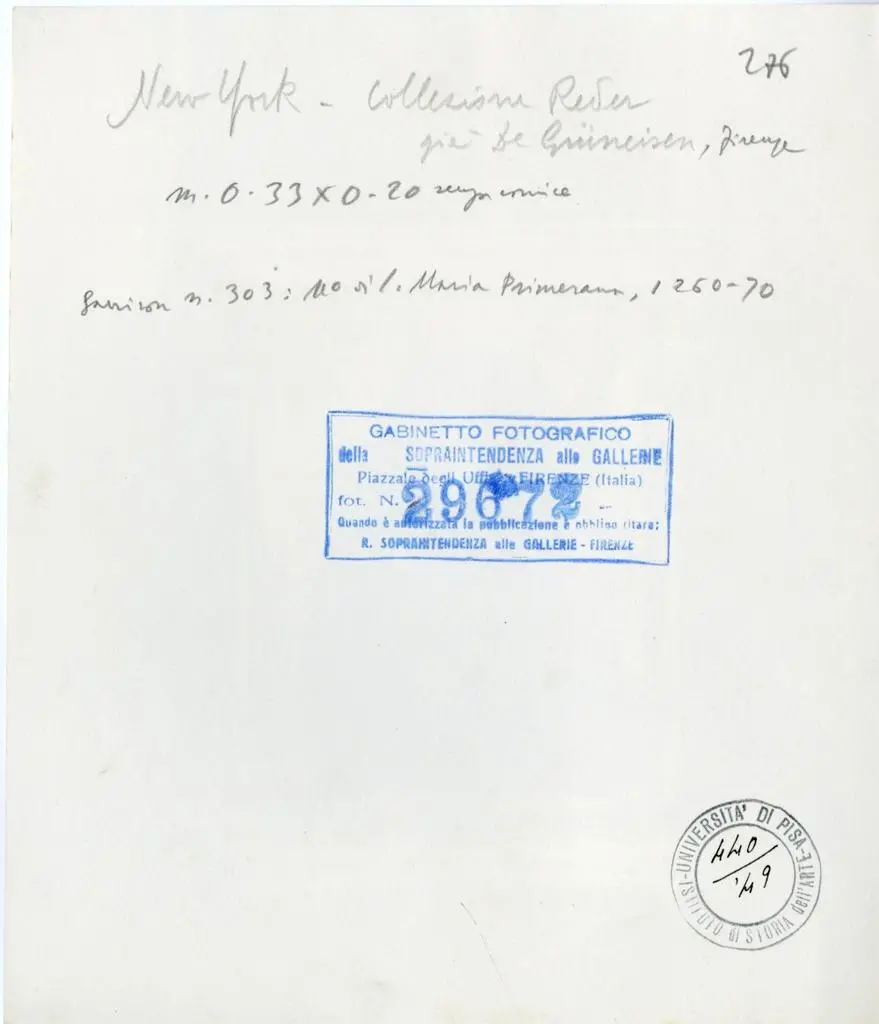 276
New York - Collezione Reder
già De Grüneisen, Firenze
m. 0.33 x 0.20 senza cornice
Garrison n. 303: Mo di S. Maria Primerana, 1260-70
GABINETTO FOTOGRAFICO
della SOPRAINTENDENZA alle GALLERIE
Piazzale degli Uffizi - FIRENZE (Italia)
fot. N. 29672
Quando è autorizzata la pubblicazione è obbligo citare:
R. SOPRAINTENDENZA alle GALLERIE - FIRENZE
UNIVERSITA' DI PISA - ISTITUTO DI STORIA dell'ARTE
440
'49